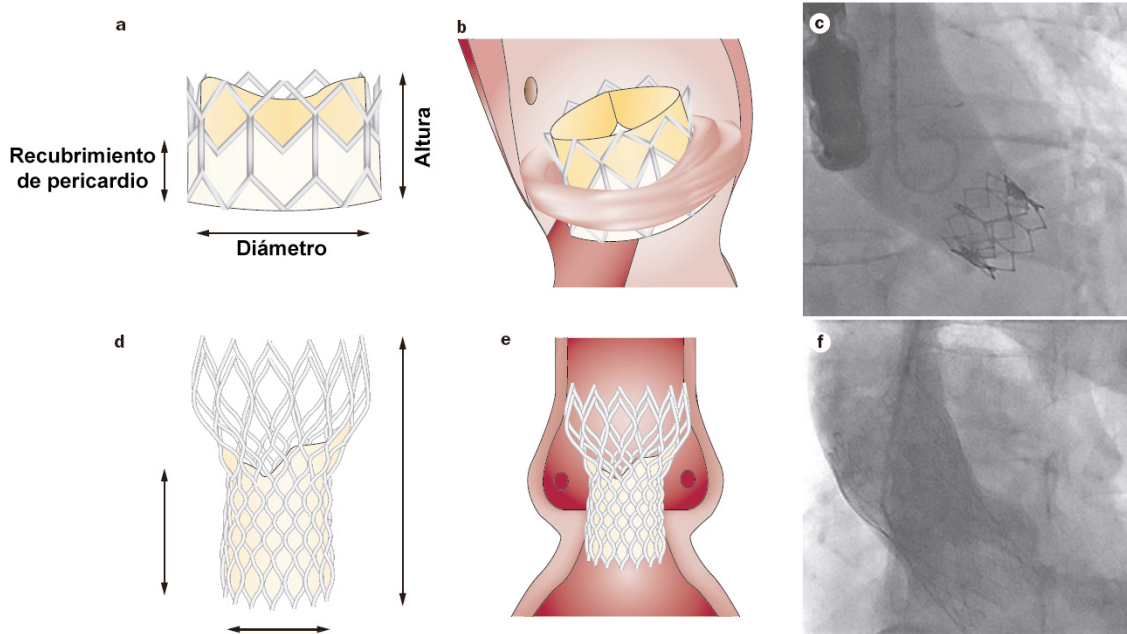 a
b
c
Recubrimiento
de pericardio
Altura
Diámetro
d
e
f